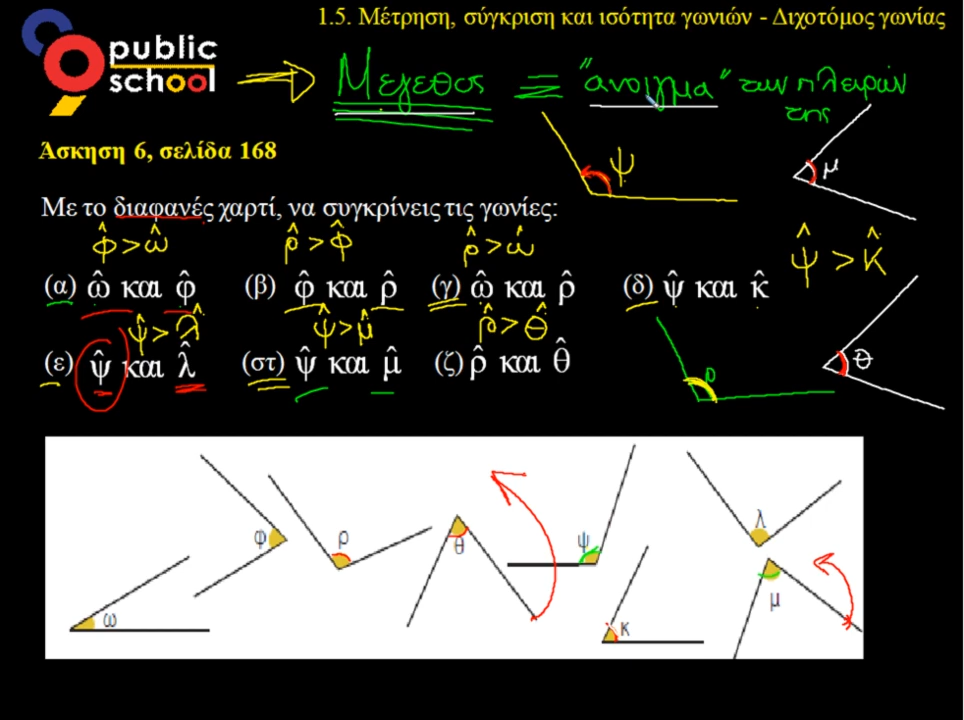 1.5. Μέτρηση, σύγκριση και ισότητα γωνιών - Διχοτόμος γωνίας
public
school
Μεγεθος = "άνοιγμα" των πλευρών
της
Άσκηση 6, σελίδα 168
ψ
μ
Με το διαφανές χαρτί, να συγκρίνεις τις γωνίες:
φ̂ > ω̂
ρ̂ > φ̂
ρ̂ > ω̂
ψ̂ > κ̂
(α) ω̂ και φ̂ (β) φ̂ και ρ̂ (γ) ω̂ και ρ̂ (δ) ψ̂ και κ̂
ψ̂ > λ̂
ψ̂ > μ̂
ρ̂ > θ̂
(ε) ψ̂ και λ̂ (στ) ψ̂ και μ̂ (ζ) ρ̂ και θ̂
ρ
θ
ω
φ
ρ
θ
ψ
κ
λ
μ